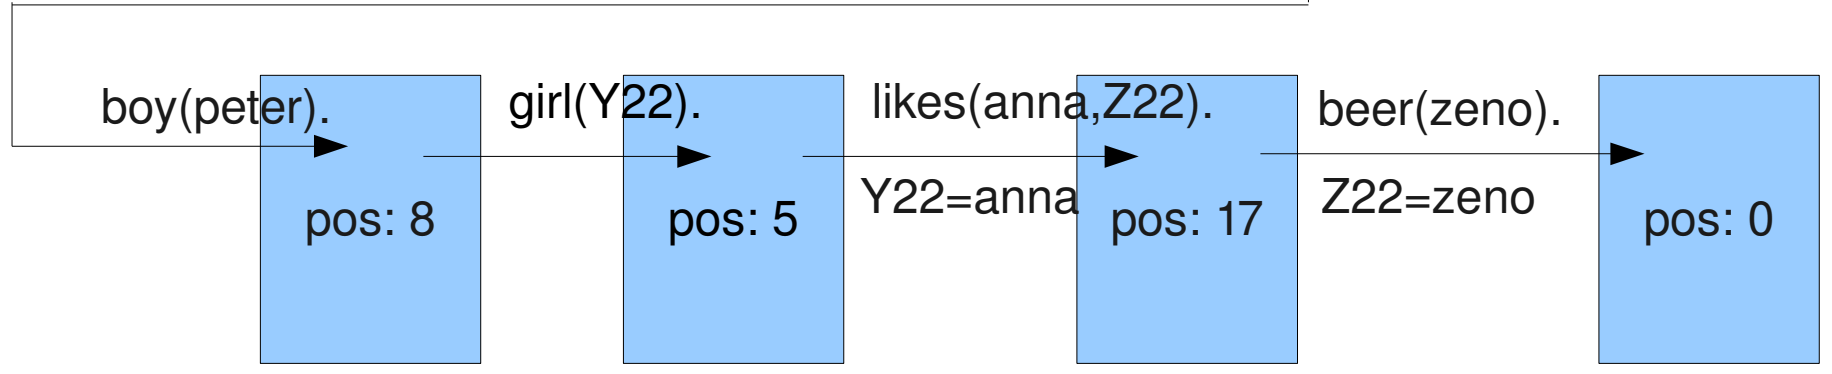 boy(peter).
girl(Y22).
likes(anna,Z22).
beer(zeno).
Y22=anna
Z22=zeno
pos: 8
pos: 5
pos: 17
pos: 0